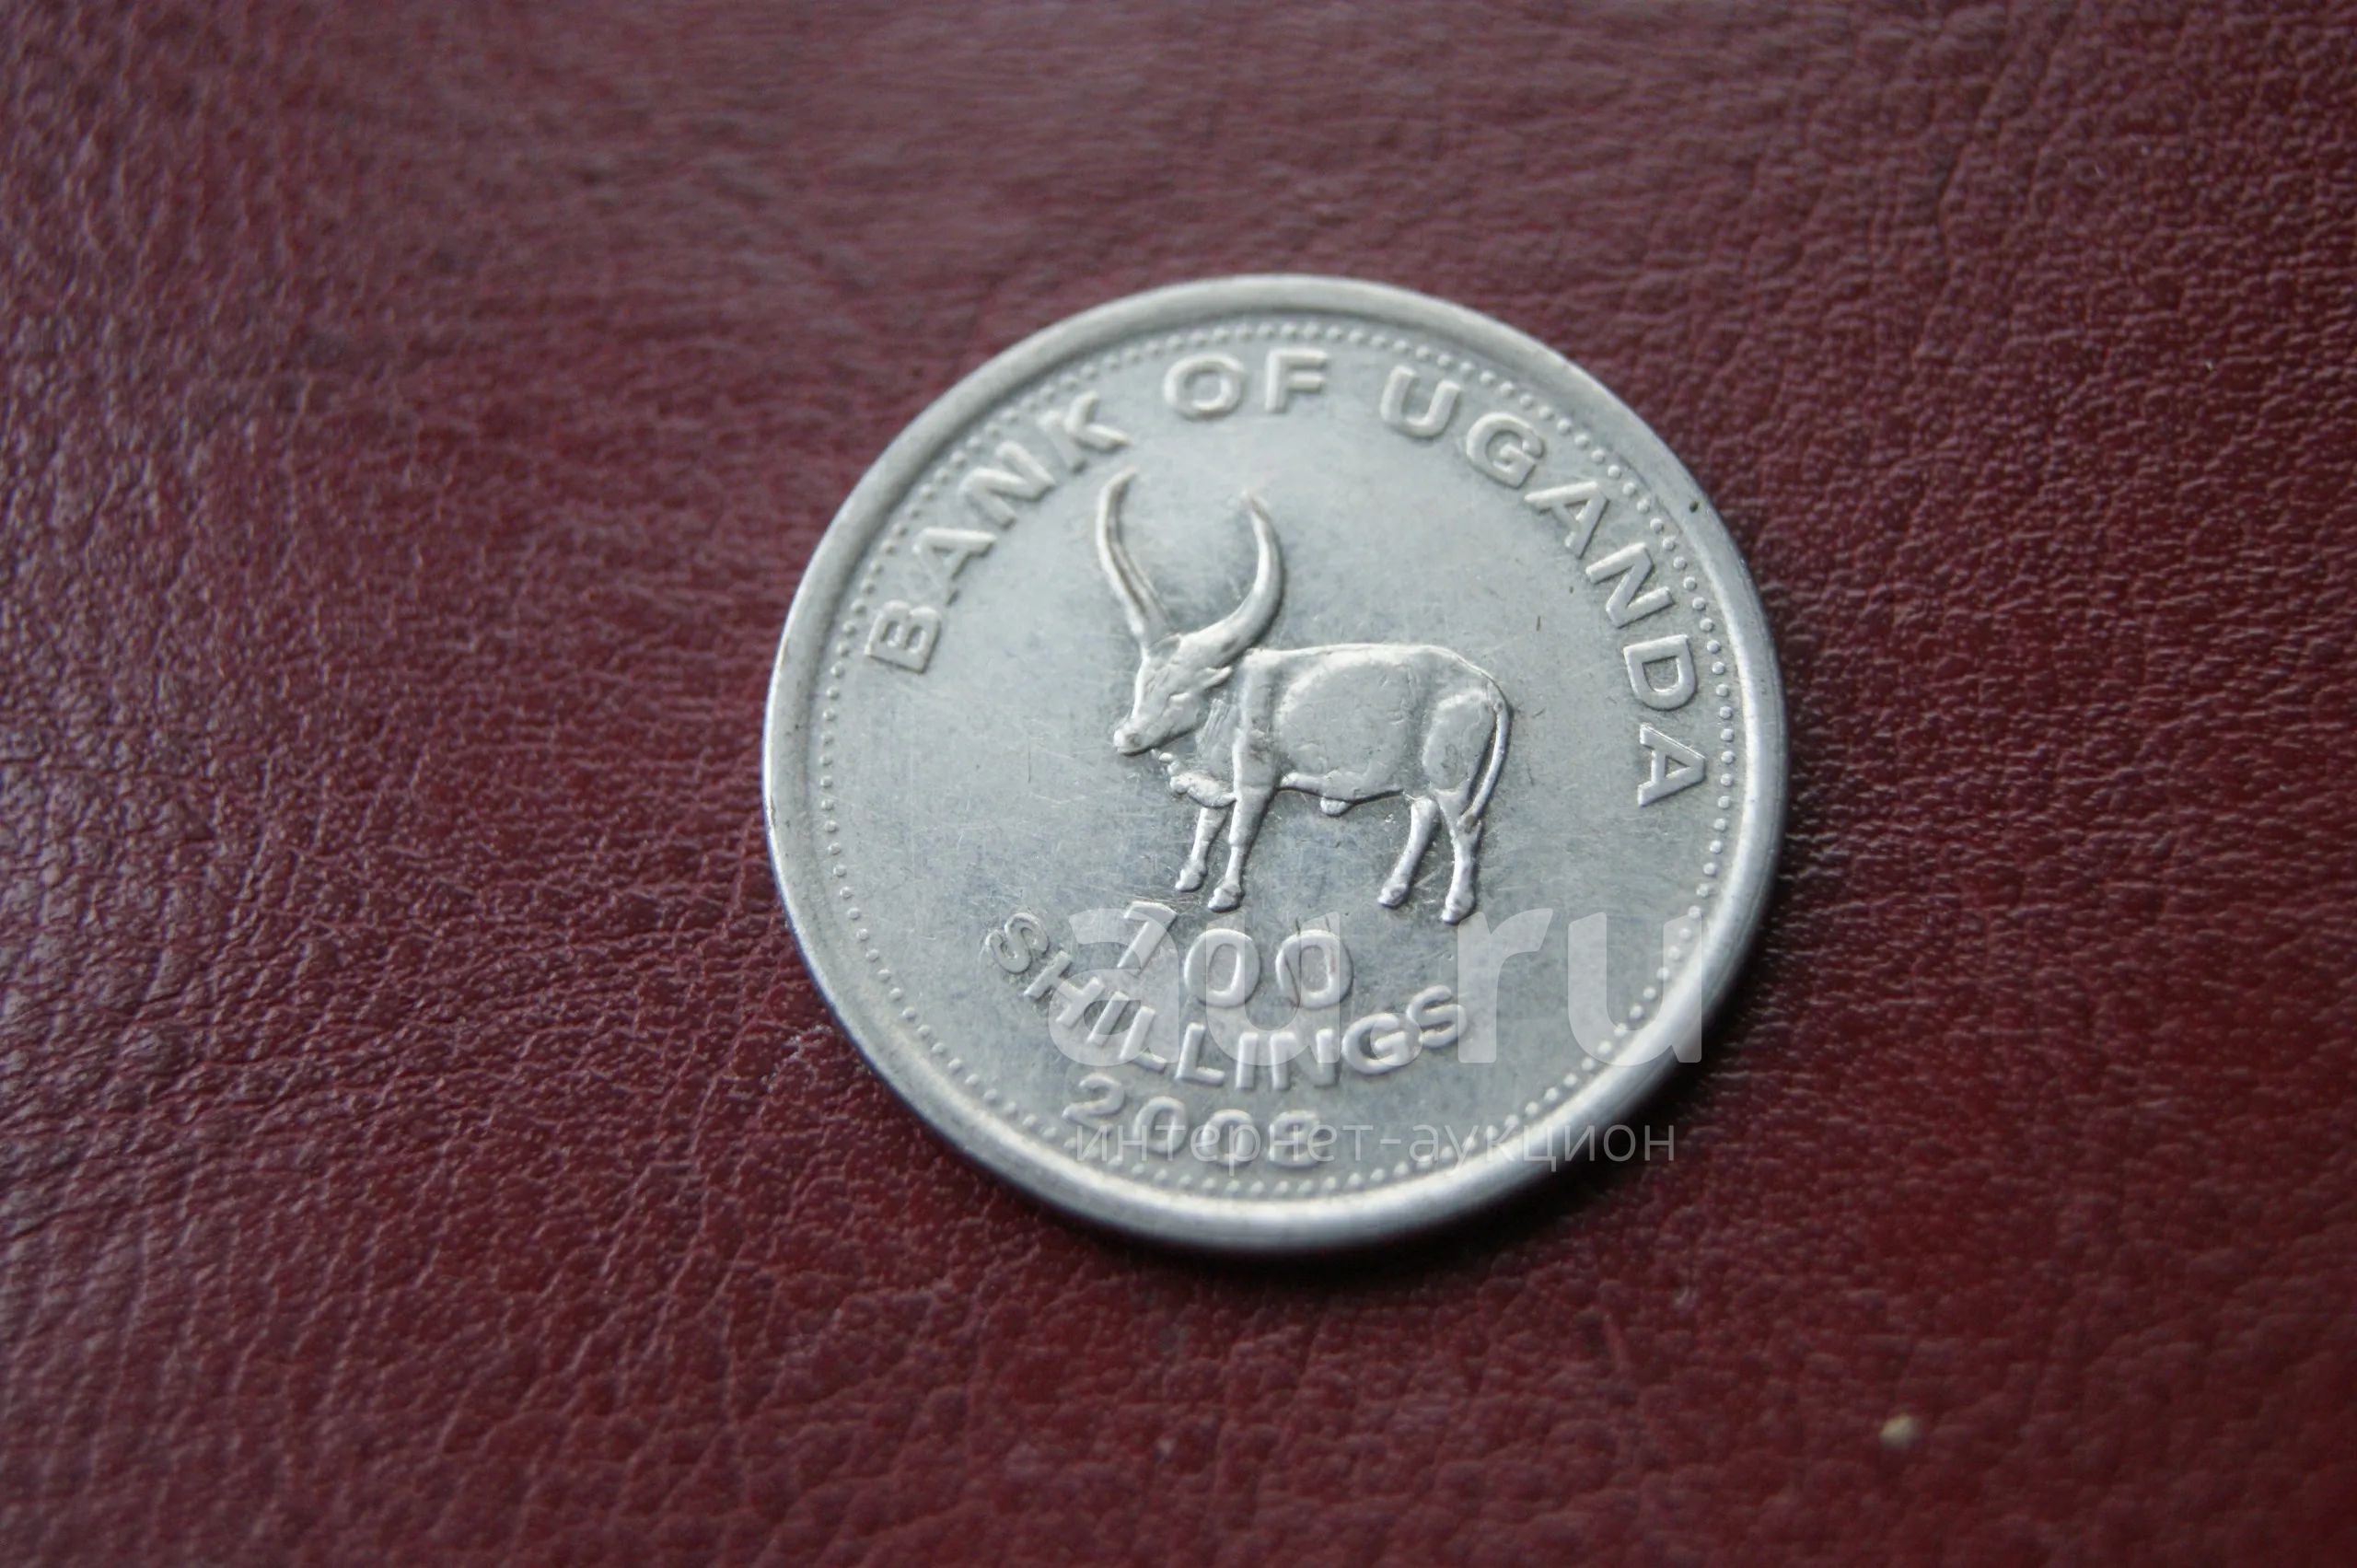 BANK OF UGANDA
100
SHILLINGS
2008
au.ru
интернет-аукцион